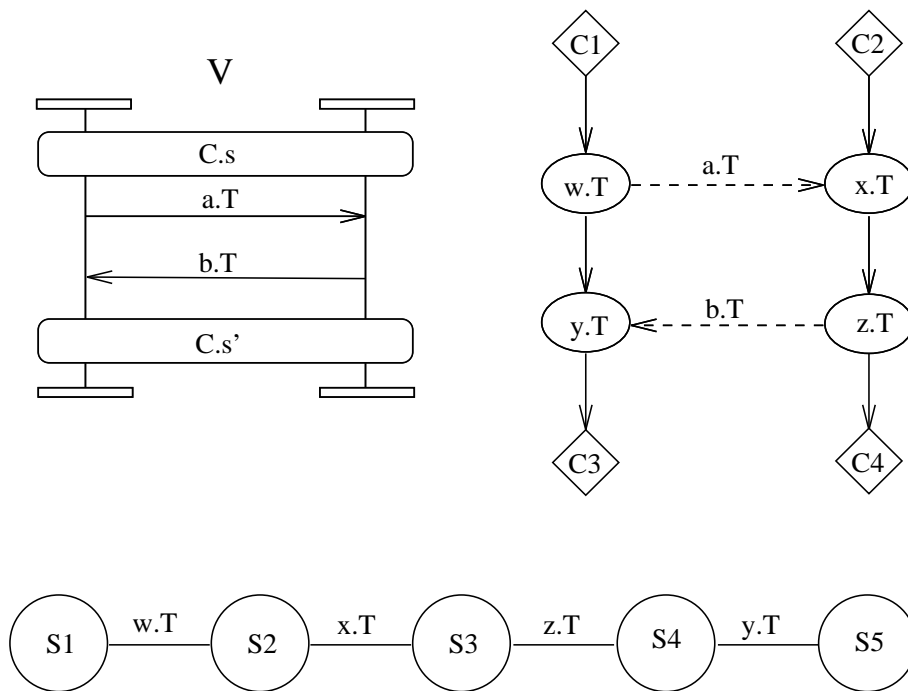 V
C.s
a.T
b.T
C.s'
C1
C2
w.T
a.T
x.T
y.T
b.T
z.T
C3
C4
S1
w.T
S2
x.T
S3
z.T
S4
y.T
S5